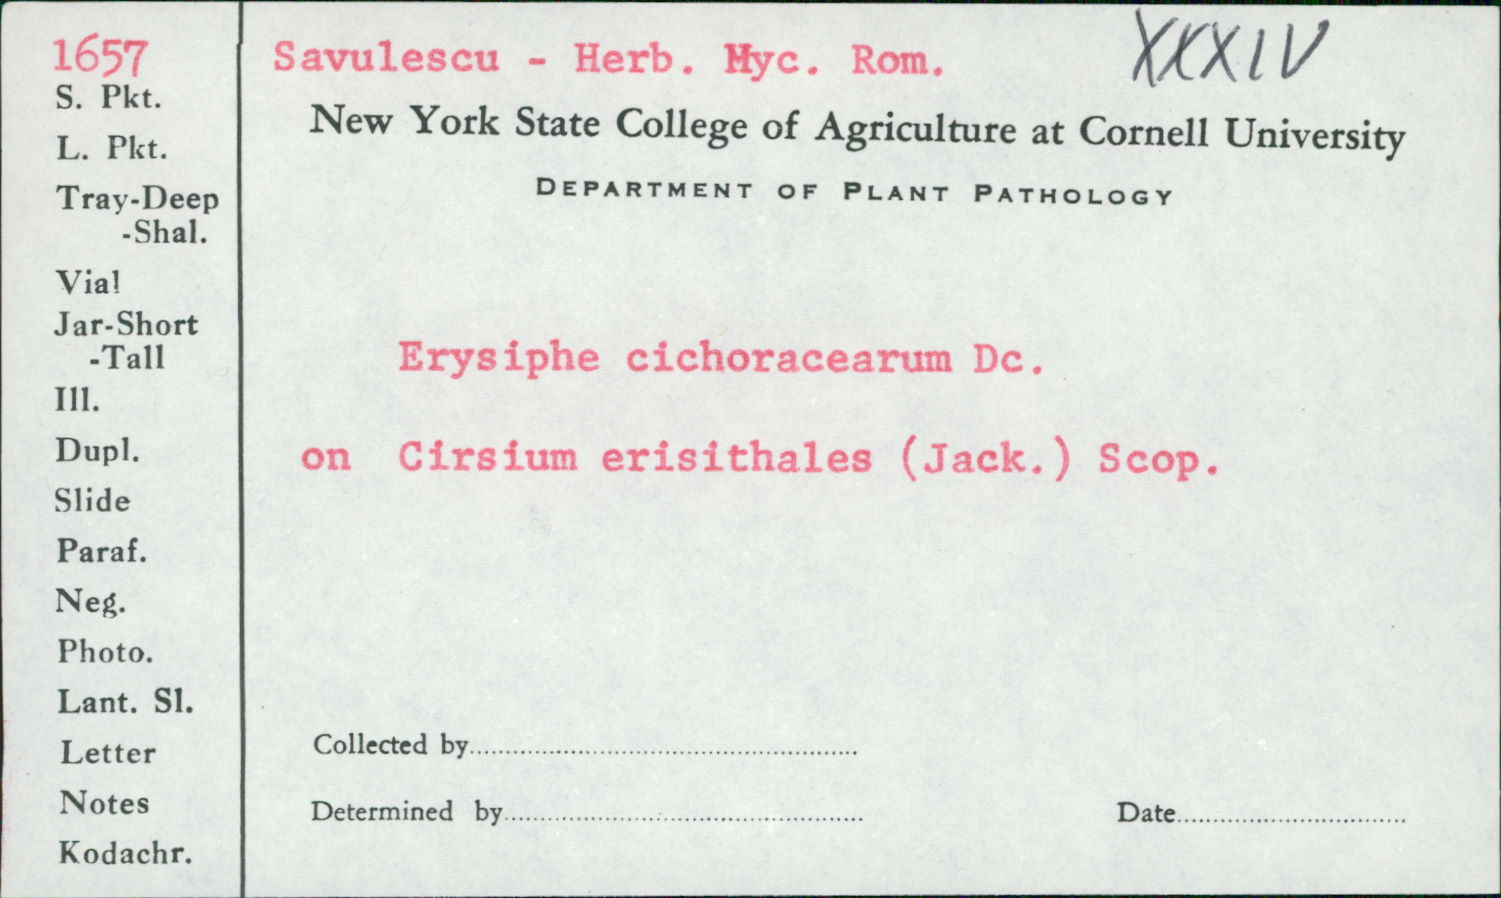 1657
S. Pkt.
L. Pkt.
Tray-Deep
-Shal.
Vial
Jar-Short
-Tall
Ill.
Dupl.
Slide
Paraf.
Neg.
Photo.
Lant. Sl.
Letter
Notes
Kodachr.
Savulescu - Herb. Myc. Rom.
XXXIV
New York State College of Agriculture at Cornell University
DEPARTMENT OF PLANT PATHOLOGY
Erysiphe cichoracearum Dc.
on Cirsium erisithales (Jack.) Scop.
Collected by
Determined by
Date